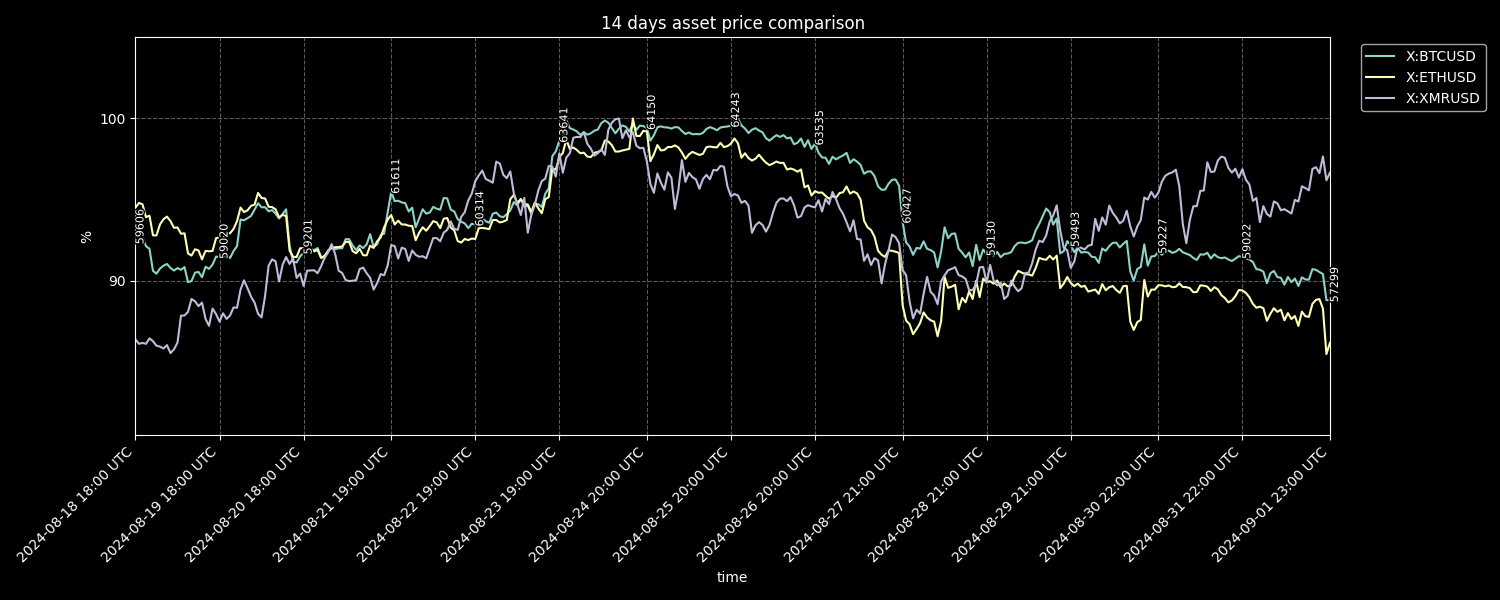 14 days asset price comparison
X:BTCUSD
X:ETHUSD
X:XMRUSD
100
90
%
59606
59020
59201
61611
60314
63641
64150
64243
63535
60427
59130
59493
59227
59022
57299
2024-08-18 18:00 UTC
2024-08-19 18:00 UTC
2024-08-20 18:00 UTC
2024-08-21 19:00 UTC
2024-08-22 19:00 UTC
2024-08-23 19:00 UTC
2024-08-24 20:00 UTC
2024-08-25 20:00 UTC
2024-08-26 20:00 UTC
2024-08-27 21:00 UTC
2024-08-28 21:00 UTC
2024-08-29 21:00 UTC
2024-08-30 22:00 UTC
2024-08-31 22:00 UTC
2024-09-01 23:00 UTC
time